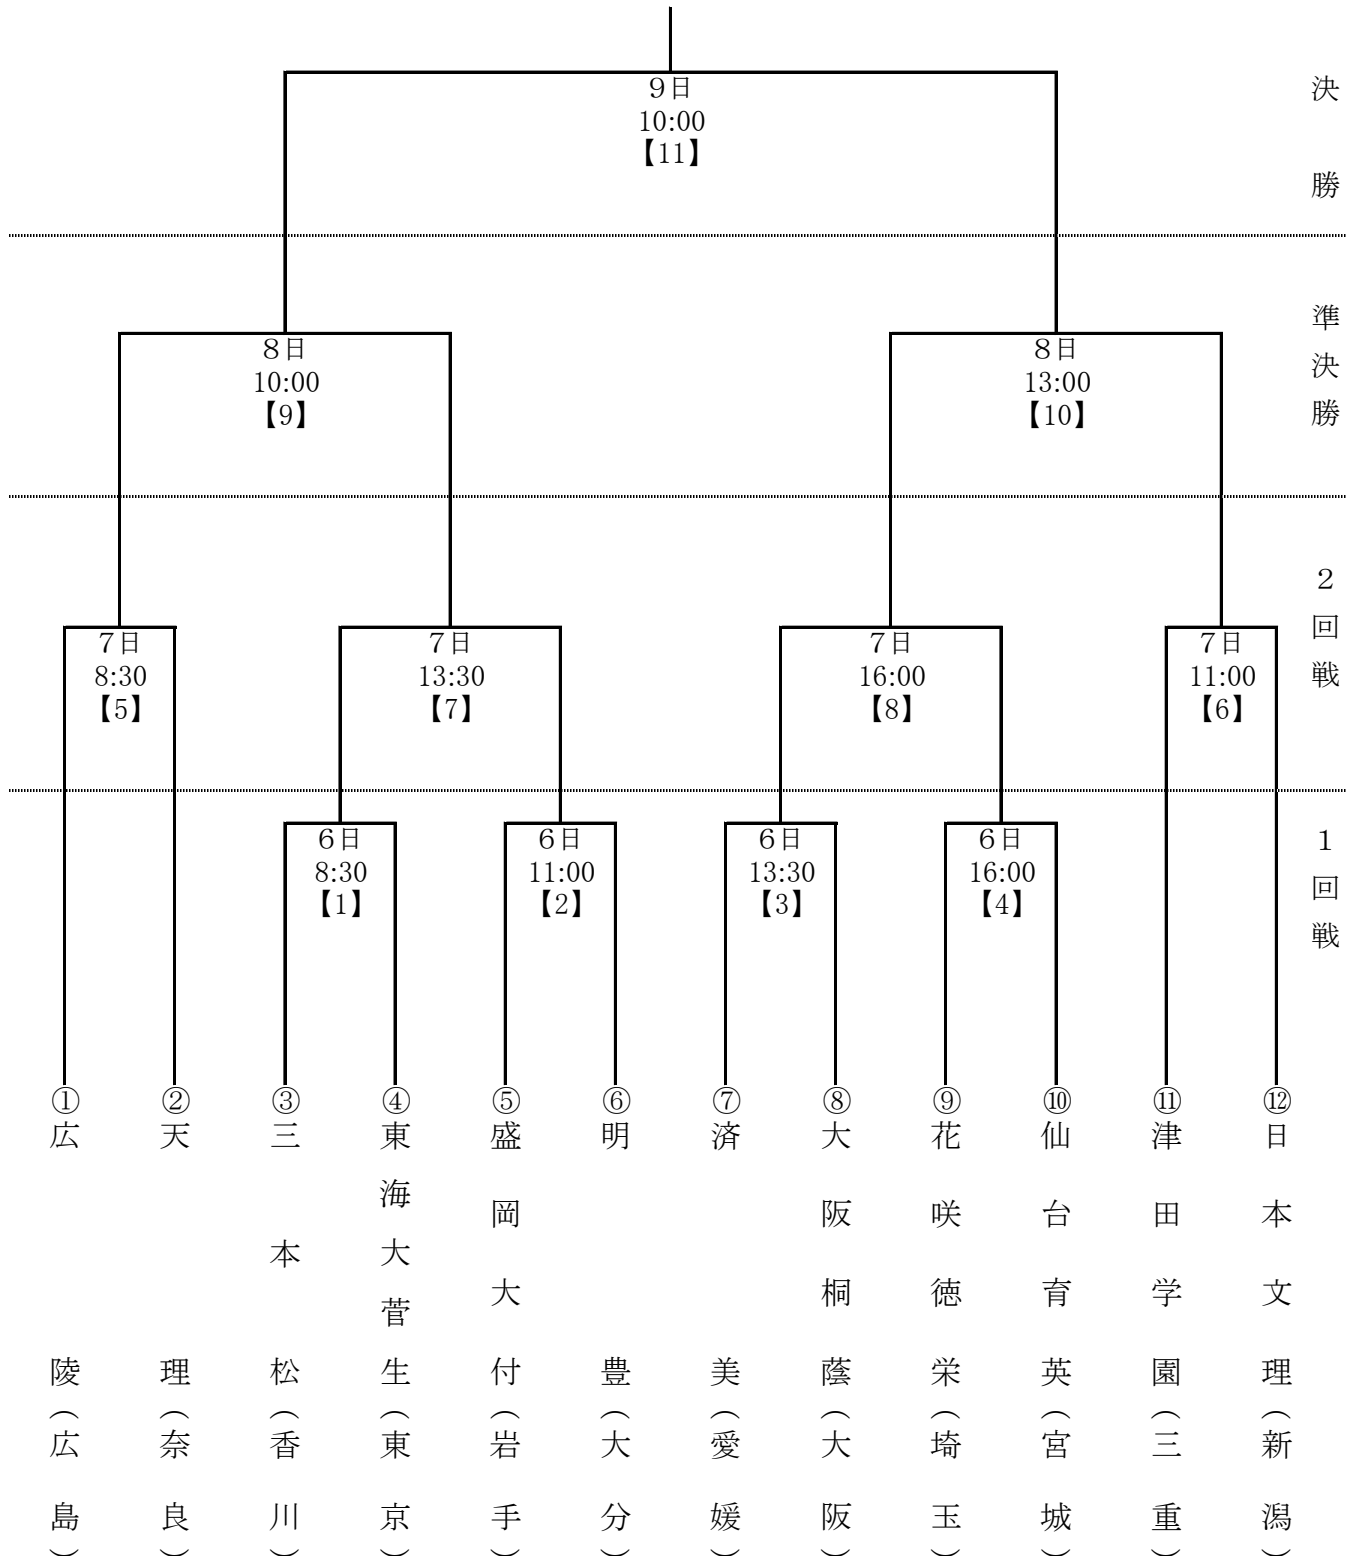 9日
10:00
【11】
決勝
8日
10:00
【9】
8日
13:00
【10】
準決勝
7日
8:30
【5】
7日
13:30
【7】
7日
16:00
【8】
7日
11:00
【6】
2回戦
6日
8:30
【1】
6日
11:00
【2】
6日
13:30
【3】
6日
16:00
【4】
1回戦
①広陵(広島)
②天理(奈良)
③三本松(香川)
④東海大菅生(東京)
⑤盛岡大付(岩手)
⑥明豊(大分)
⑦済美(愛媛)
⑧大阪桐蔭(大阪)
⑨花咲徳栄(埼玉)
⑩仙台育英(宮城)
⑪津田学園(三重)
⑫日本文理(新潟)